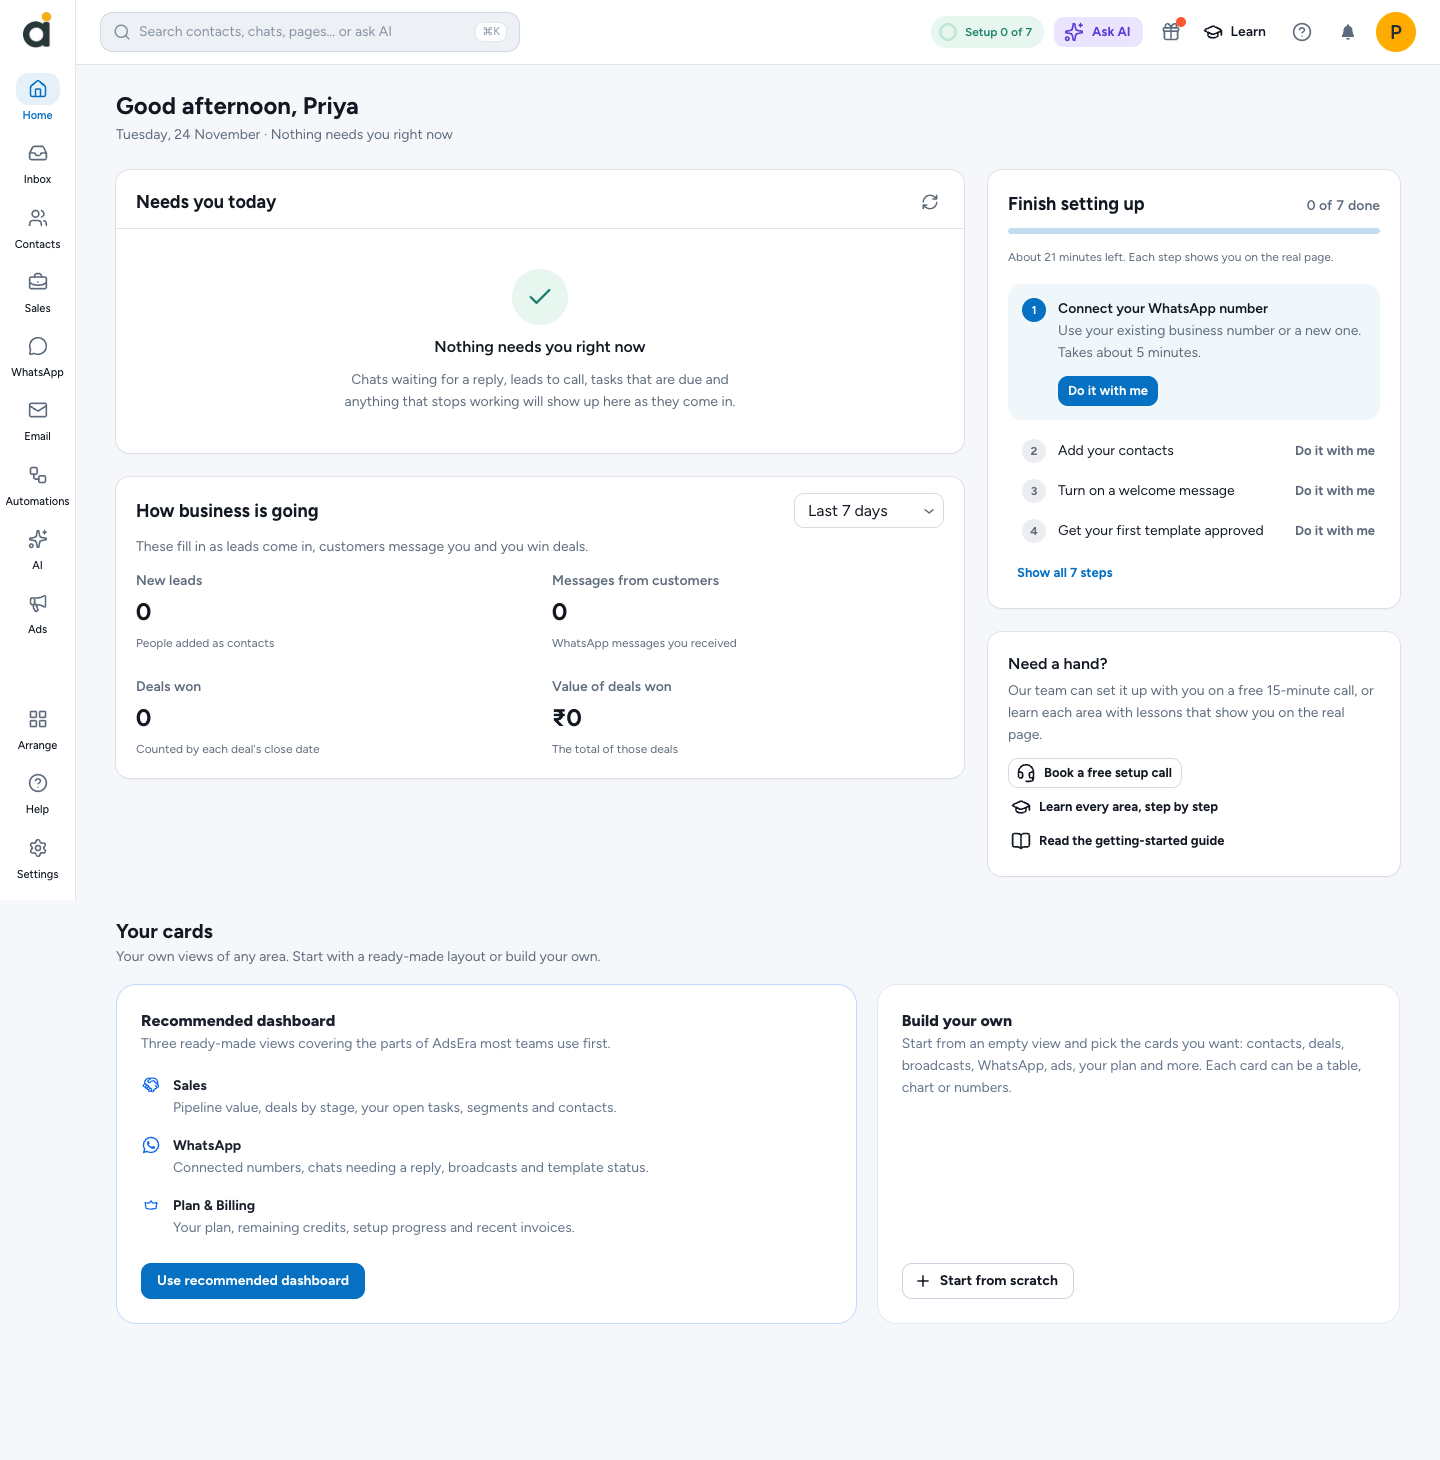 a
Search contacts, chats, pages... or ask AI
⌘K
Setup 0 of 7
Ask AI
Learn
P
Home
Inbox
Contacts
Sales
WhatsApp
Email
Automations
AI
Ads
Arrange
Help
Settings
Good afternoon, Priya
Tuesday, 24 November · Nothing needs you right now
Needs you today
Nothing needs you right now
Chats waiting for a reply, leads to call, tasks that are due and
anything that stops working will show up here as they come in.
How business is going
Last 7 days
These fill in as leads come in, customers message you and you win deals.
New leads
0
People added as contacts
Messages from customers
0
WhatsApp messages you received
Deals won
0
Counted by each deal's close date
Value of deals won
₹0
The total of those deals
Finish setting up
0 of 7 done
About 21 minutes left. Each step shows you on the real page.
1
Connect your WhatsApp number
Use your existing business number or a new one.
Takes about 5 minutes.
Do it with me
2 Add your contacts Do it with me
3 Turn on a welcome message Do it with me
4 Get your first template approved Do it with me
Show all 7 steps
Need a hand?
Our team can set it up with you on a free 15-minute call, or
learn each area with lessons that show you on the real
page.
Book a free setup call
Learn every area, step by step
Read the getting-started guide
Your cards
Your own views of any area. Start with a ready-made layout or build your own.
Recommended dashboard
Three ready-made views covering the parts of AdsEra most teams use first.
Sales
Pipeline value, deals by stage, your open tasks, segments and contacts.
WhatsApp
Connected numbers, chats needing a reply, broadcasts and template status.
Plan & Billing
Your plan, remaining credits, setup progress and recent invoices.
Use recommended dashboard
Build your own
Start from an empty view and pick the cards you want: contacts, deals,
broadcasts, WhatsApp, ads, your plan and more. Each card can be a table,
chart or numbers.
Start from scratch